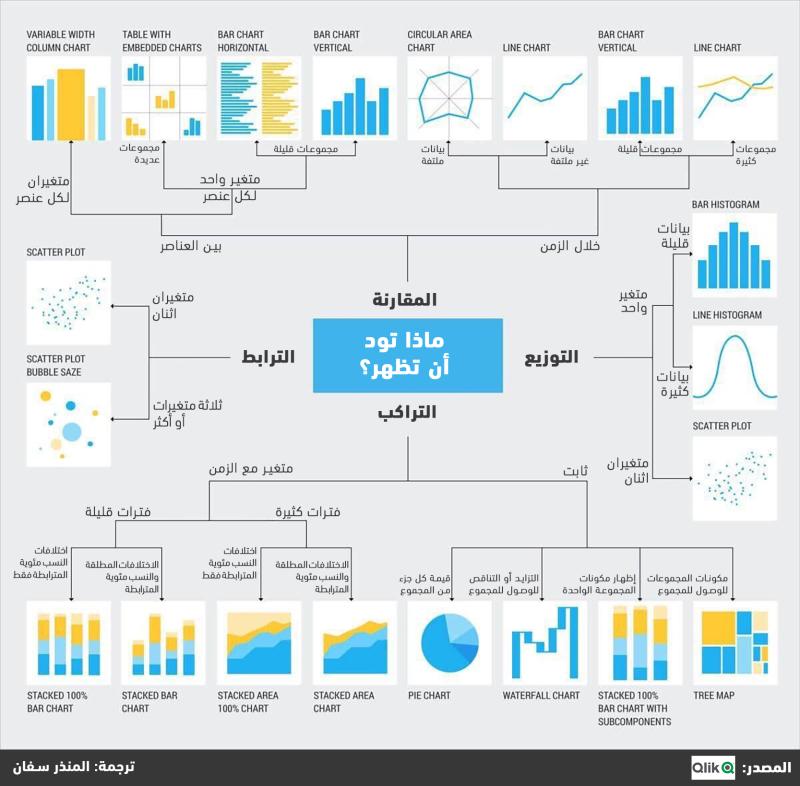 VARIABLE WIDTH
COLUMN CHART
TABLE WITH
EMBEDDED CHARTS
BAR CHART
HORIZONTAL
BAR CHART
VERTICAL
CIRCULAR AREA
CHART
LINE CHART
BAR CHART
VERTICAL
LINE CHART
مجموعات
عديدة
مجموعات قليلة
بيانات
ملتفة
بيانات
غير ملتفة
مجموعات قليلة
مجموعات
كثيرة
متغيران
لكل عنصر
متغير واحد
لكل عنصر
بين العناصر
خلال الزمن
المقارنة
ماذا تود
أن تظهر؟
الترابط
التوزيع
التراكب
SCATTER PLOT
متغيران
اثنان
SCATTER PLOT
BUBBLE SAZE
ثلاثة متغيرات
أو أكثر
BAR HISTOGRAM
بيانات
قليلة
متغير
واحد
LINE HISTOGRAM
بيانات
كثيرة
SCATTER PLOT
متغيران
اثنان
متغير مع الزمن
ثابت
فترات قليلة
فترات كثيرة
اختلافات
النسب مئوية
المترابطة فقط
الاختلافات المطلقة
والنسب مئوية
المترابطة
اختلافات
النسب مئوية
المترابطة فقط
الاختلافات المطلقة
والنسب مئوية
المترابطة
قيمة كل جزء
من المجموع
التزايد أو التناقص
للوصول للمجموع
إظهار مكونات
المجموعة الواحدة
مكونات المجموعات
للوصول للمجموع
STACKED 100%
BAR CHART
STACKED BAR
CHART
STACKED AREA
100% CHART
STACKED AREA
CHART
PIE CHART
WATERFALL CHART
STACKED 100%
BAR CHART WITH
SUBCOMPONENTS
TREE MAP
المصدر: Qlik
ترجمة: المنذر سفان